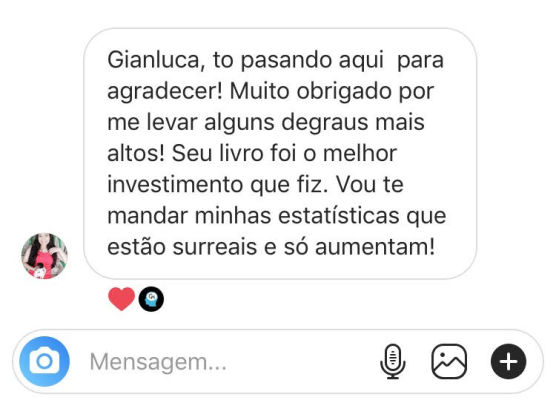 Gianluca, to pasando aqui  para
agradecer! Muito obrigado por
me levar alguns degraus mais
altos! Seu livro foi o melhor
investimento que fiz. Vou te
mandar minhas estatísticas que
estão surreais e só aumentam!
Mensagem...